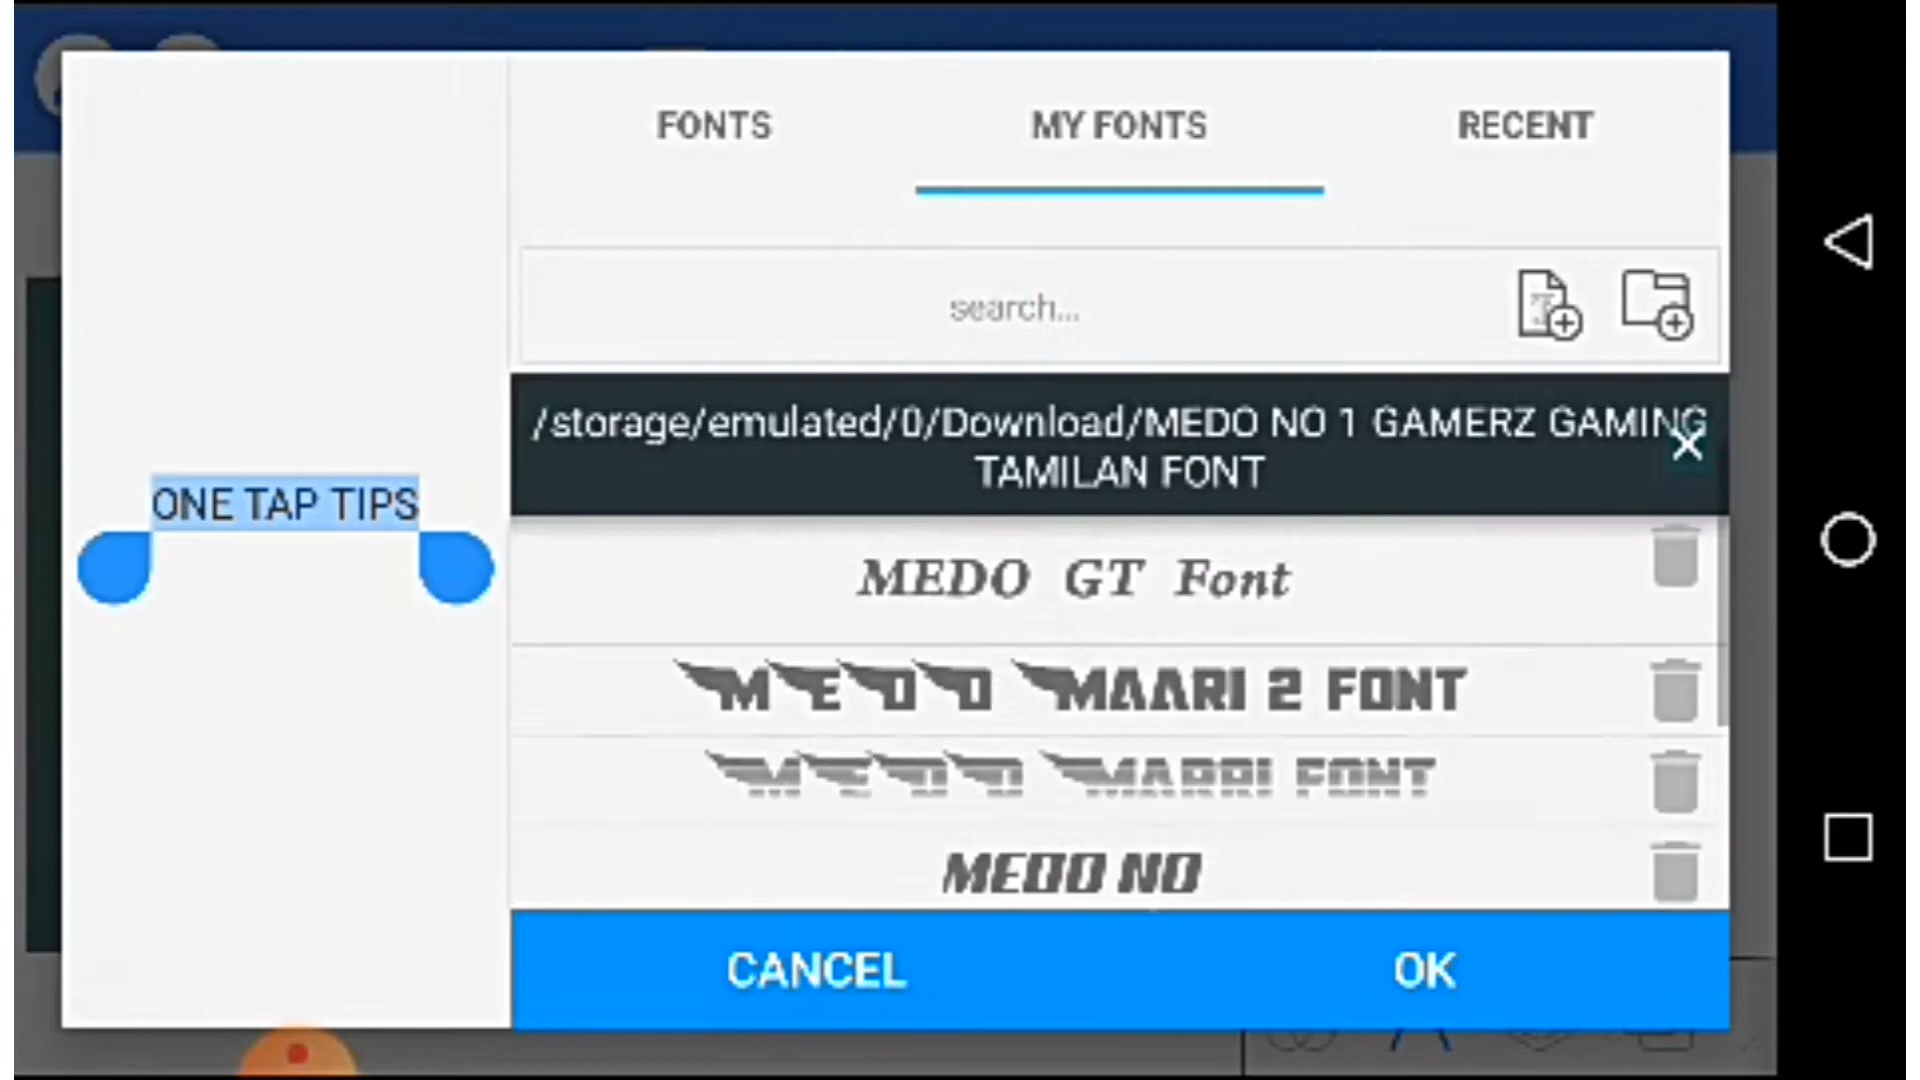 FONTS
MY FONTS
RECENT
search...
/storage/emulated/0/Download/MEDO NO 1 GAMERZ GAMING
TAMILAN FONT
ONE TAP TIPS
MEDO GT Font
MEDO MAARI 2 FONT
MEDO MARRI FONT
MEDO NO
CANCEL
OK